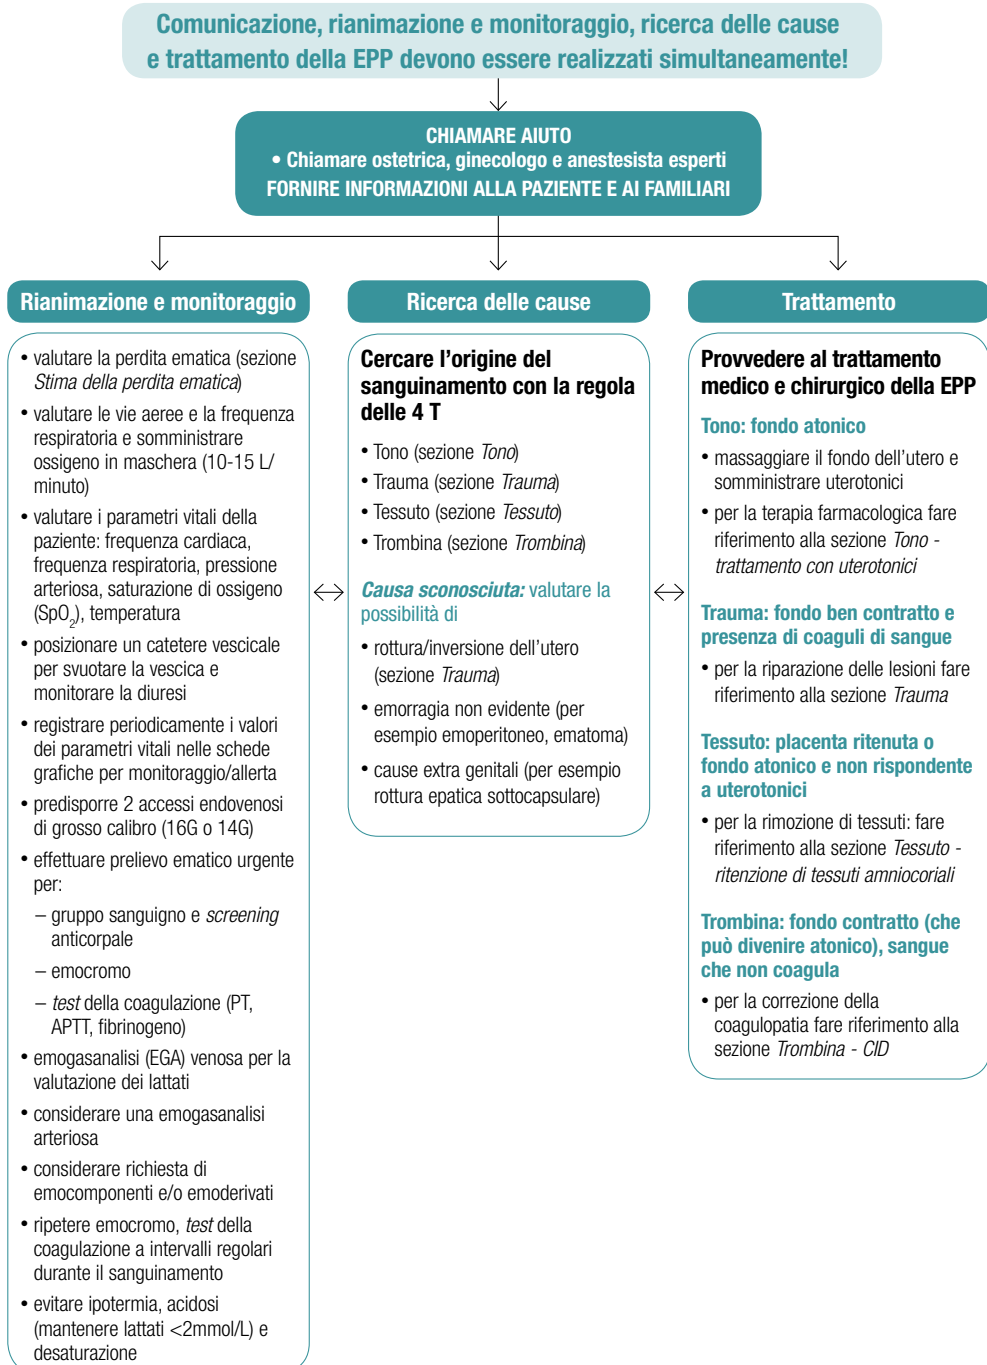 Comunicazione, rianimazione e monitoraggio, ricerca delle cause
e trattamento della EPP devono essere realizzati simultaneamente!
CHIAMARE AIUTO
• Chiamare ostetrica, ginecologo e anestesista esperti
FORNIRE INFORMAZIONI ALLA PAZIENTE E AI FAMILIARI
Rianimazione e monitoraggio
• valutare la perdita ematica (sezione
Stima della perdita ematica)
• valutare le vie aeree e la frequenza
respiratoria e somministrare
ossigeno in maschera (10-15 L/
minuto)
• valutare i parametri vitali della
paziente: frequenza cardiaca,
frequenza respiratoria, pressione
arteriosa, saturazione di ossigeno
(SpO2), temperatura
• posizionare un catetere vescicale
per svuotare la vescica e
monitorare la diuresi
• registrare periodicamente i valori
dei parametri vitali nelle schede
grafiche per monitoraggio/allerta
• predisporre 2 accessi endovenosi
di grosso calibro (16G o 14G)
• effettuare prelievo ematico urgente
per:
– gruppo sanguigno e screening
anticorpale
– emocromo
– test della coagulazione (PT,
APTT, fibrinogeno)
• emogasanalisi (EGA) venosa per la
valutazione dei lattati
• considerare una emogasanalisi
arteriosa
• considerare richiesta di
emocomponenti e/o emoderivati
• ripetere emocromo, test della
coagulazione a intervalli regolari
durante il sanguinamento
• evitare ipotermia, acidosi
(mantenere lattati <2mmol/L) e
desaturazione
Ricerca delle cause
Cercare l’origine del
sanguinamento con la regola
delle 4 T
• Tono (sezione Tono)
• Trauma (sezione Trauma)
• Tessuto (sezione Tessuto)
• Trombina (sezione Trombina)
Causa sconosciuta: valutare la
possibilità di
• rottura/inversione dell’utero
(sezione Trauma)
• emorragia non evidente (per
esempio emoperitoneo, ematoma)
• cause extra genitali (per esempio
rottura epatica sottocapsulare)
Trattamento
Provvedere al trattamento
medico e chirurgico della EPP
Tono: fondo atonico
• massaggiare il fondo dell’utero e
somministrare uterotonici
• per la terapia farmacologica fare
riferimento alla sezione Tono -
trattamento con uterotonici
Trauma: fondo ben contratto e
presenza di coaguli di sangue
• per la riparazione delle lesioni fare
riferimento alla sezione Trauma
Tessuto: placenta ritenuta o
fondo atonico e non rispondente
a uterotonici
• per la rimozione di tessuti: fare
riferimento alla sezione Tessuto -
ritenzione di tessuti amniocoriali
Trombina: fondo contratto (che
può divenire atonico), sangue
che non coagula
• per la correzione della
coagulopatia fare riferimento alla
sezione Trombina - CID